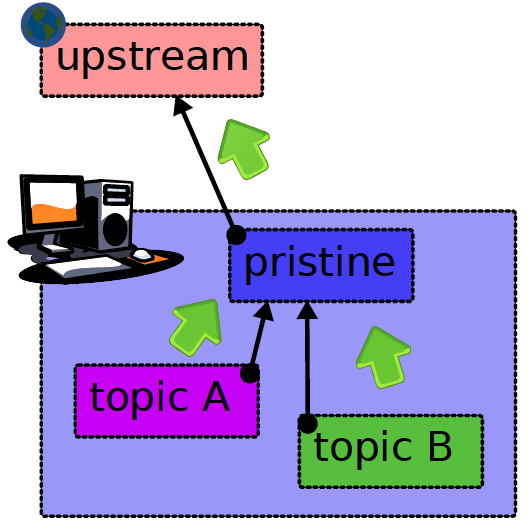 upstream
pristine
topic A
topic B